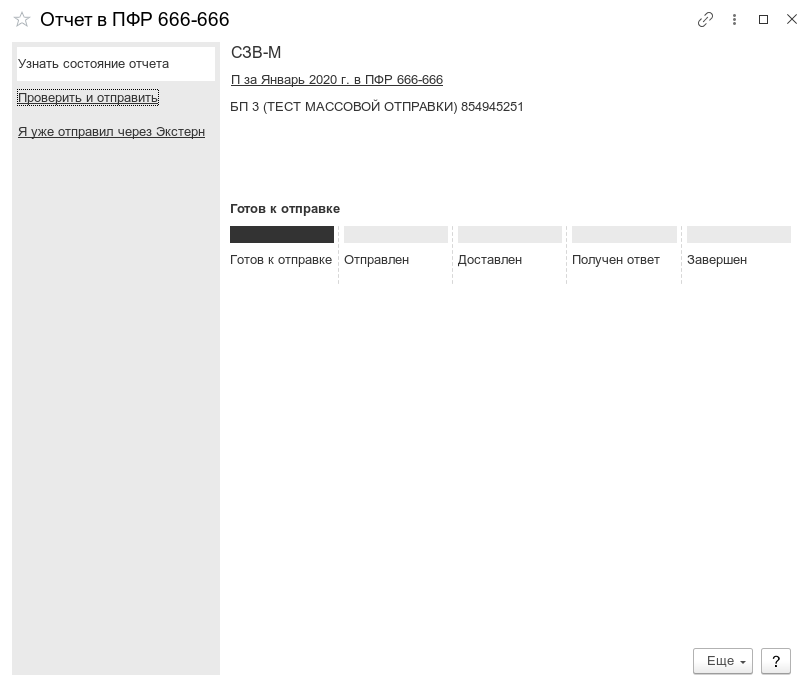 Отчет в ПФР 666-666
Узнать состояние отчета
Проверить и отправить
Я уже отправил через Экстерн
СЗВ-М
П за Январь 2020 г. в ПФР 666-666
БП 3 (ТЕСТ МАССОВОЙ ОТПРАВКИ) 854945251
Готов к отправке
Готов к отправке Отправлен Доставлен Получен ответ Завершен
Еще ?